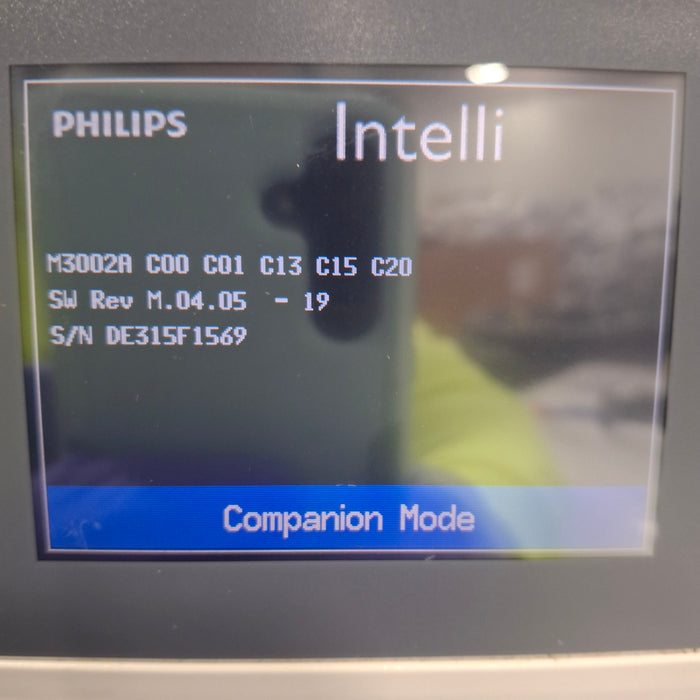 PHILIPS Intelli
M3002A C00 C01 C13 C15 C20
SW Rev M.04.05 - 19
S/N DE315F1569
Companion Mode